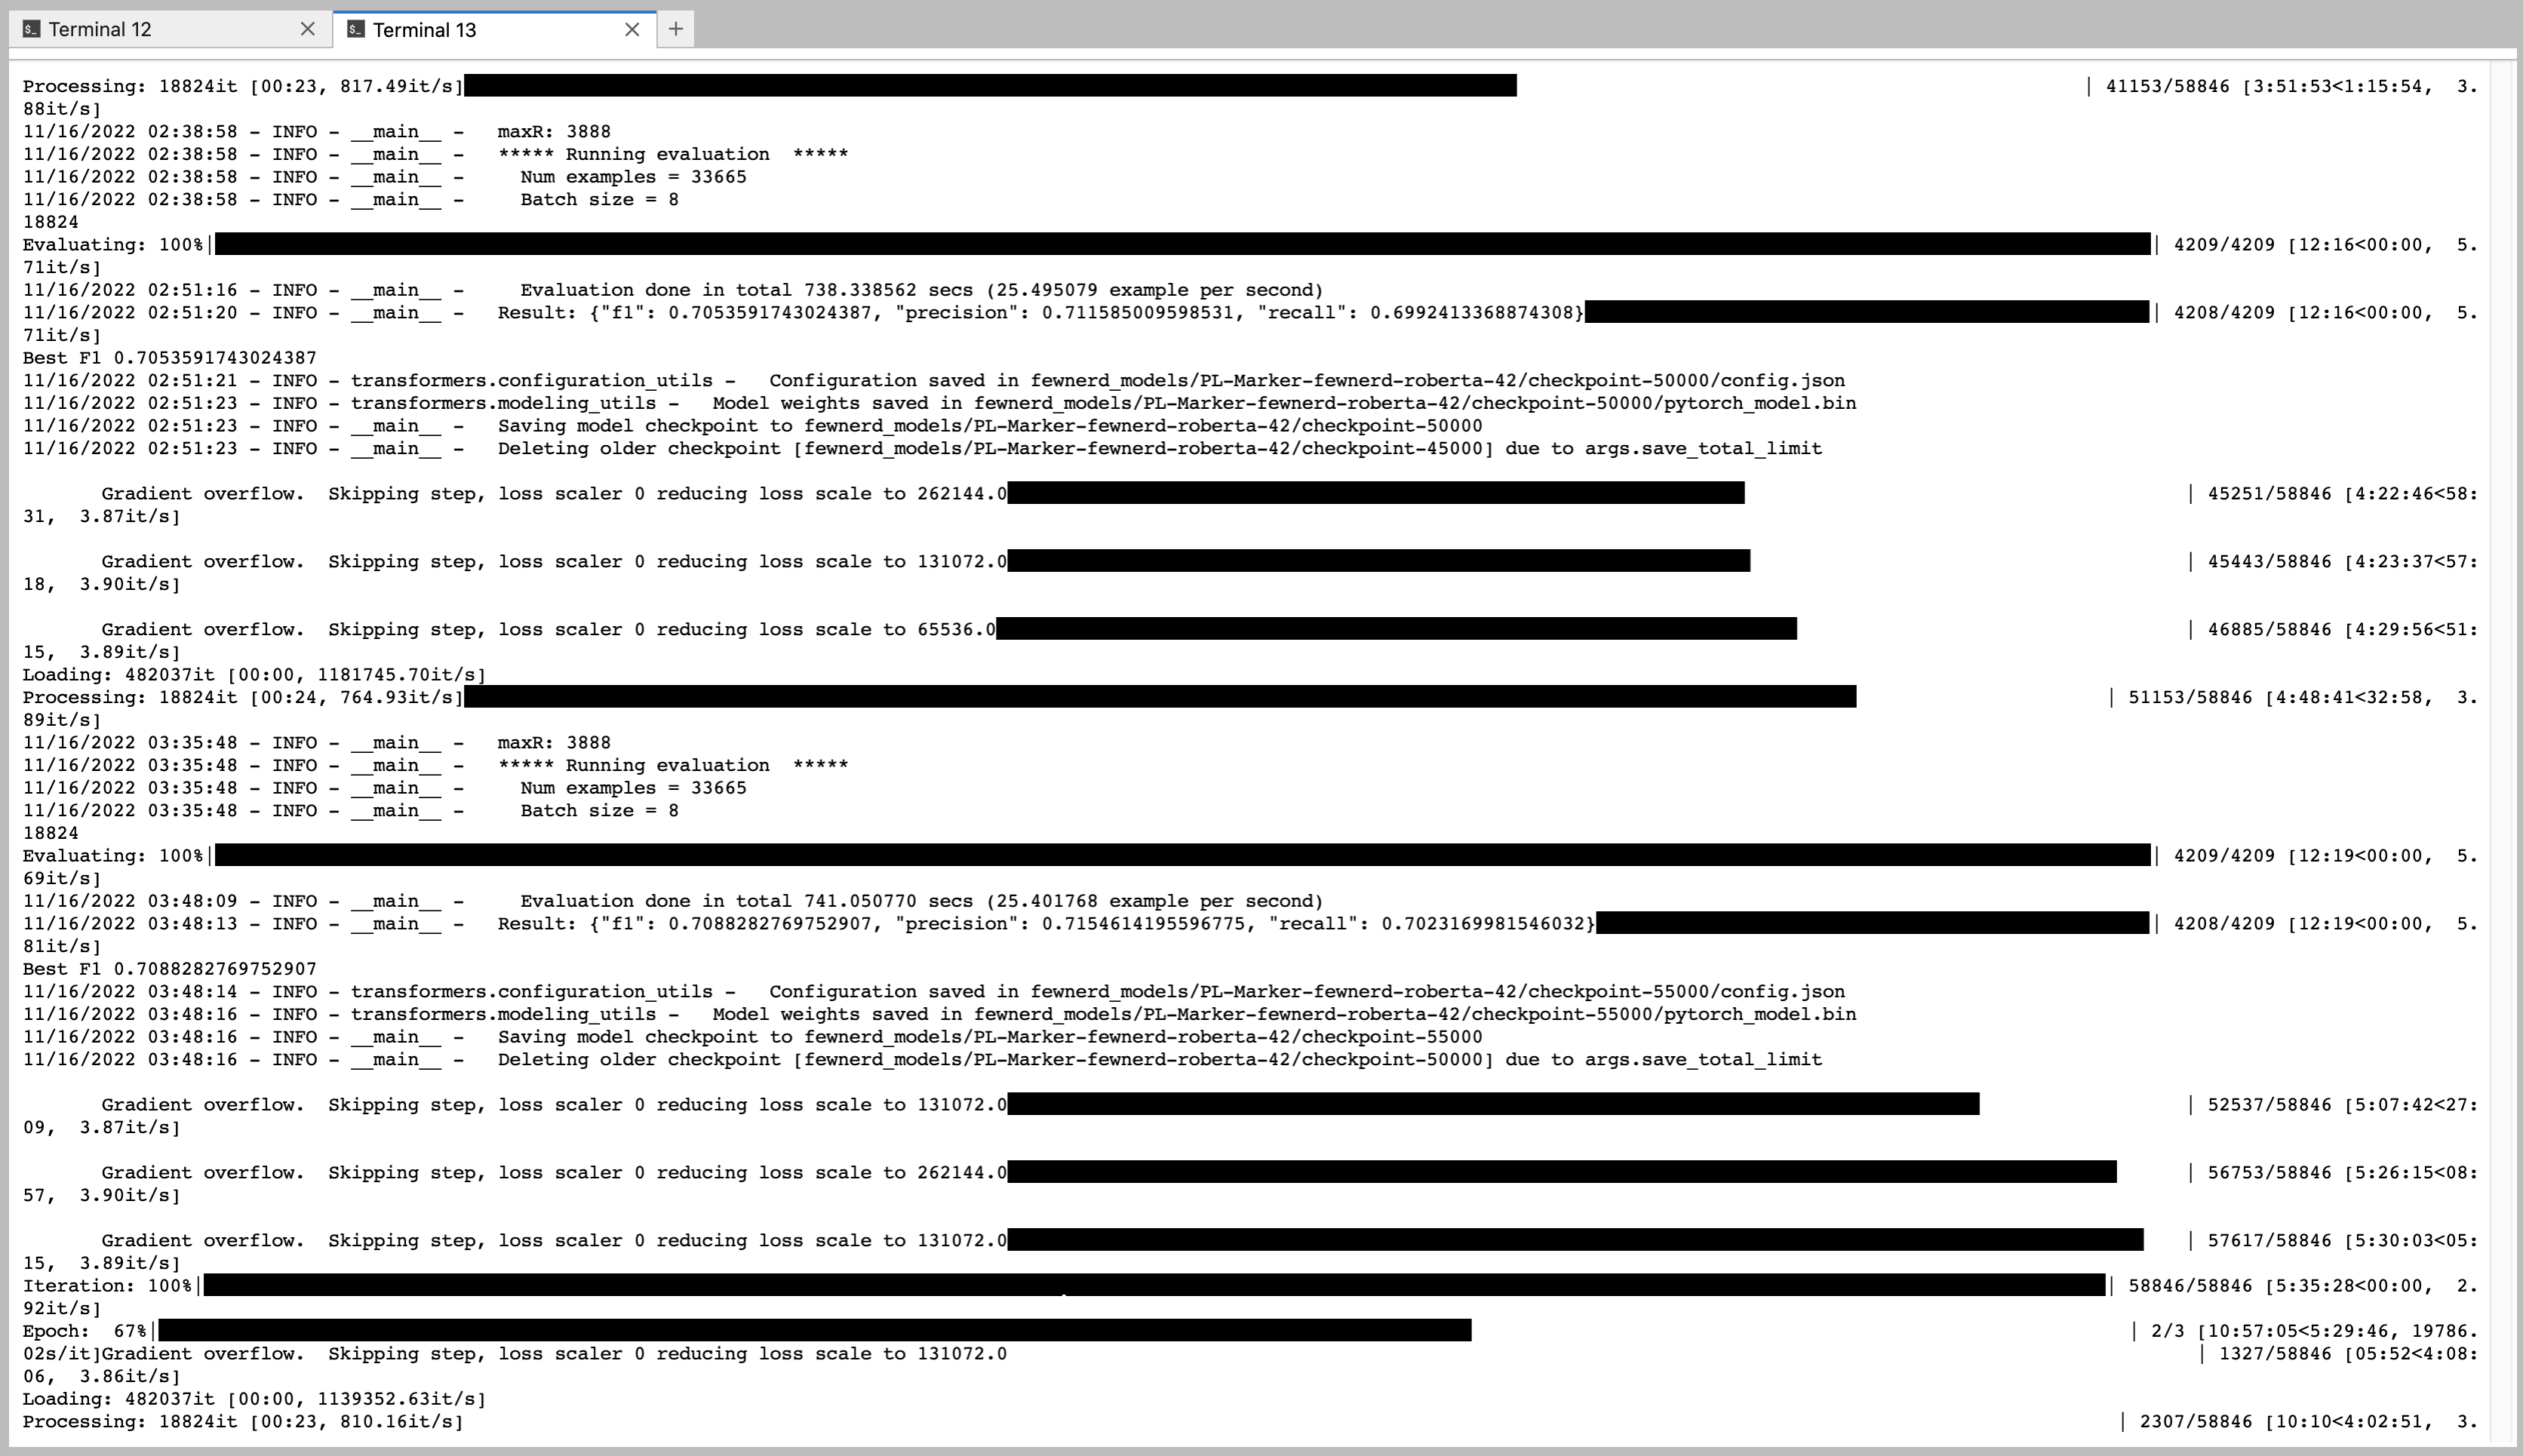 Terminal 12
Terminal 13
Processing: 18824it [00:23, 817.49it/s] | 41153/58846 [3:51:53<1:15:54,  3.
88it/s]
11/16/2022 02:38:58 - INFO - __main__ -   maxR: 3888
11/16/2022 02:38:58 - INFO - __main__ -   ***** Running evaluation  *****
11/16/2022 02:38:58 - INFO - __main__ -     Num examples = 33665
11/16/2022 02:38:58 - INFO - __main__ -     Batch size = 8
18824
Evaluating: 100%| | 4209/4209 [12:16<00:00,  5.
71it/s]
11/16/2022 02:51:16 - INFO - __main__ -     Evaluation done in total 738.338562 secs (25.495079 example per second)
11/16/2022 02:51:20 - INFO - __main__ -   Result: {"f1": 0.7053591743024387, "precision": 0.711585009598531, "recall": 0.6992413368874308} | 4208/4209 [12:16<00:00,  5.
71it/s]
Best F1 0.7053591743024387
11/16/2022 02:51:21 - INFO - transformers.configuration_utils -   Configuration saved in fewnerd_models/PL-Marker-fewnerd-roberta-42/checkpoint-50000/config.json
11/16/2022 02:51:23 - INFO - transformers.modeling_utils -   Model weights saved in fewnerd_models/PL-Marker-fewnerd-roberta-42/checkpoint-50000/pytorch_model.bin
11/16/2022 02:51:23 - INFO - __main__ -   Saving model checkpoint to fewnerd_models/PL-Marker-fewnerd-roberta-42/checkpoint-50000
11/16/2022 02:51:23 - INFO - __main__ -   Deleting older checkpoint [fewnerd_models/PL-Marker-fewnerd-roberta-42/checkpoint-45000] due to args.save_total_limit
Gradient overflow.  Skipping step, loss scaler 0 reducing loss scale to 262144.0 | 45251/58846 [4:22:46<58:
31,  3.87it/s]
Gradient overflow.  Skipping step, loss scaler 0 reducing loss scale to 131072.0 | 45443/58846 [4:23:37<57:
18,  3.90it/s]
Gradient overflow.  Skipping step, loss scaler 0 reducing loss scale to 65536.0 | 46885/58846 [4:29:56<51:
15,  3.89it/s]
Loading: 482037it [00:00, 1181745.70it/s]
Processing: 18824it [00:24, 764.93it/s] | 51153/58846 [4:48:41<32:58,  3.
89it/s]
11/16/2022 03:35:48 - INFO - __main__ -   maxR: 3888
11/16/2022 03:35:48 - INFO - __main__ -   ***** Running evaluation  *****
11/16/2022 03:35:48 - INFO - __main__ -     Num examples = 33665
11/16/2022 03:35:48 - INFO - __main__ -     Batch size = 8
18824
Evaluating: 100%| | 4209/4209 [12:19<00:00,  5.
69it/s]
11/16/2022 03:48:09 - INFO - __main__ -     Evaluation done in total 741.050770 secs (25.401768 example per second)
11/16/2022 03:48:13 - INFO - __main__ -   Result: {"f1": 0.7088282769752907, "precision": 0.7154614195596775, "recall": 0.7023169981546032} | 4208/4209 [12:19<00:00,  5.
81it/s]
Best F1 0.7088282769752907
11/16/2022 03:48:14 - INFO - transformers.configuration_utils -   Configuration saved in fewnerd_models/PL-Marker-fewnerd-roberta-42/checkpoint-55000/config.json
11/16/2022 03:48:16 - INFO - transformers.modeling_utils -   Model weights saved in fewnerd_models/PL-Marker-fewnerd-roberta-42/checkpoint-55000/pytorch_model.bin
11/16/2022 03:48:16 - INFO - __main__ -   Saving model checkpoint to fewnerd_models/PL-Marker-fewnerd-roberta-42/checkpoint-55000
11/16/2022 03:48:16 - INFO - __main__ -   Deleting older checkpoint [fewnerd_models/PL-Marker-fewnerd-roberta-42/checkpoint-50000] due to args.save_total_limit
Gradient overflow.  Skipping step, loss scaler 0 reducing loss scale to 131072.0 | 52537/58846 [5:07:42<27:
09,  3.87it/s]
Gradient overflow.  Skipping step, loss scaler 0 reducing loss scale to 262144.0 | 56753/58846 [5:26:15<08:
57,  3.90it/s]
Gradient overflow.  Skipping step, loss scaler 0 reducing loss scale to 131072.0 | 57617/58846 [5:30:03<05:
15,  3.89it/s]
Iteration: 100%| | 58846/58846 [5:35:28<00:00,  2.
92it/s]
Epoch:  67%| | 2/3 [10:57:05<5:29:46, 19786.
02s/it]Gradient overflow.  Skipping step, loss scaler 0 reducing loss scale to 131072.0 | 1327/58846 [05:52<4:08:
06,  3.86it/s]
Loading: 482037it [00:00, 1139352.63it/s]
Processing: 18824it [00:23, 810.16it/s] | 2307/58846 [10:10<4:02:51,  3.